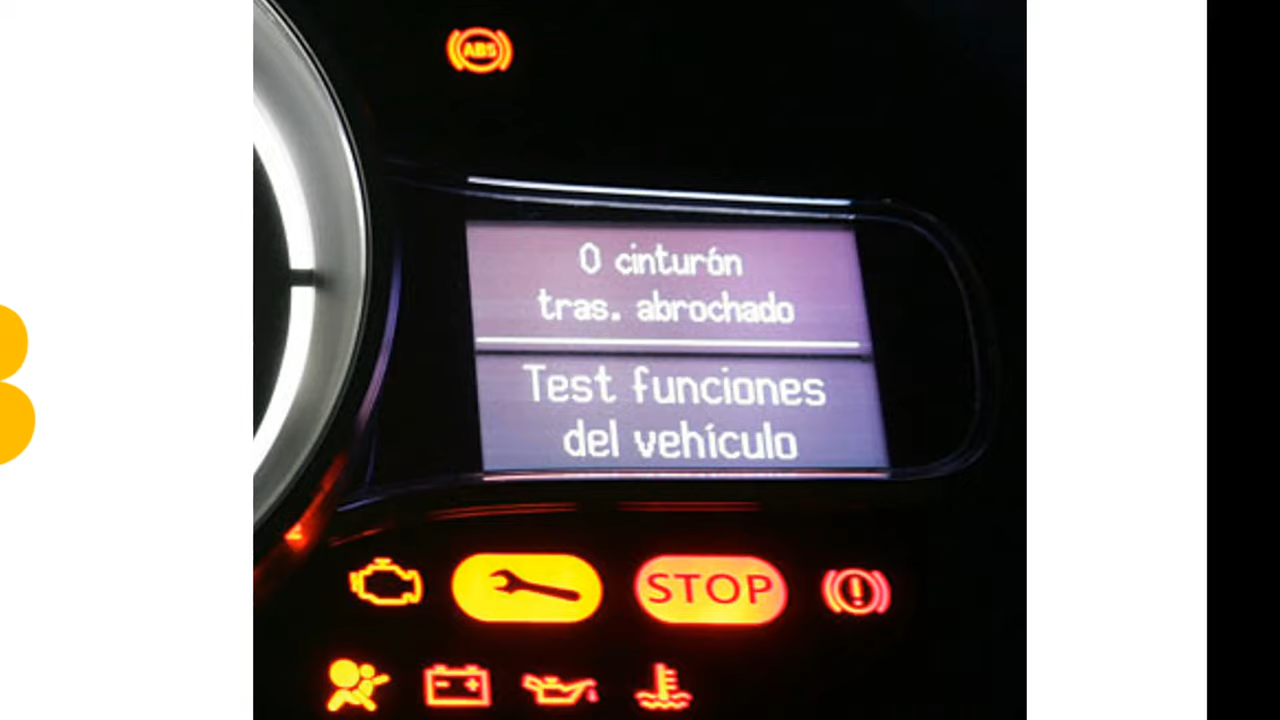 ABS
0 cinturón
tras. abrochado
Test funciones
del vehículo
STOP